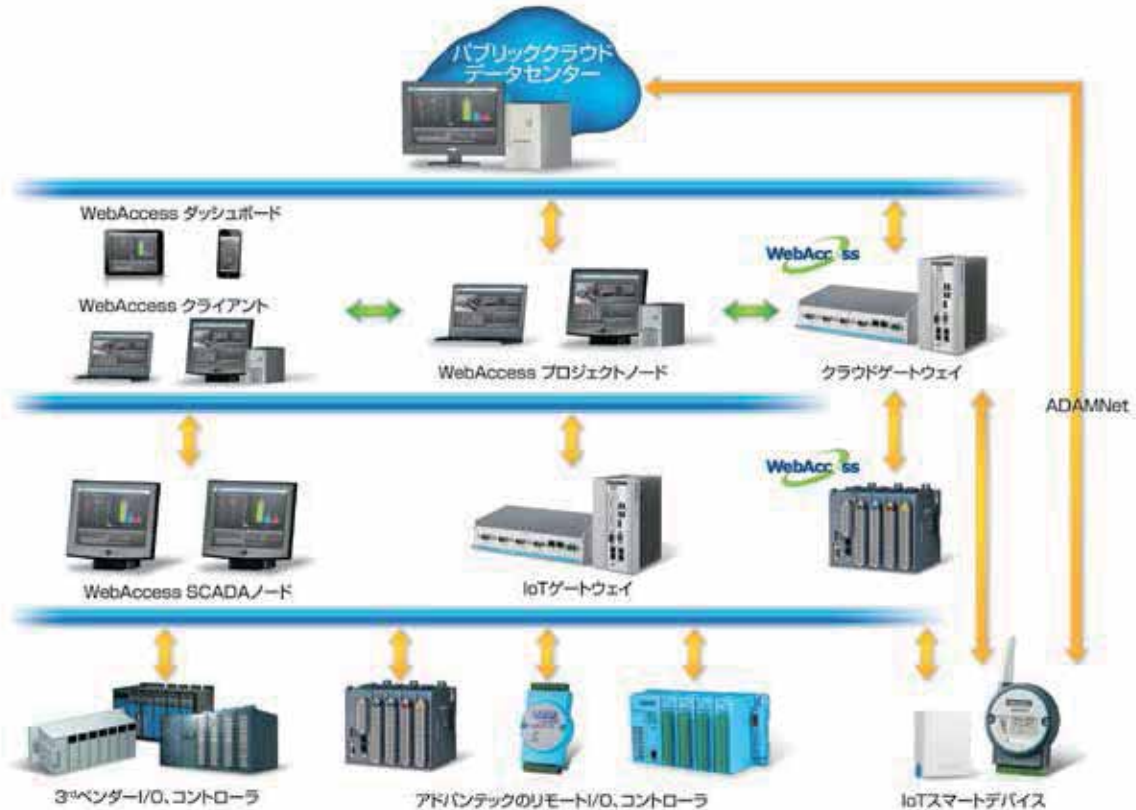 パブリッククラウド
データセンター
WebAccess ダッシュボード
WebAccess クライアント
WebAccess プロジェクトノード
WebAccess
クラウドゲートウェイ
ADAMNet
WebAccess
WebAccess SCADAノード
IoTゲートウェイ
3rdベンダーI/O、コントローラ
アドバンテックのリモートI/O、コントローラ
IoTスマートデバイス